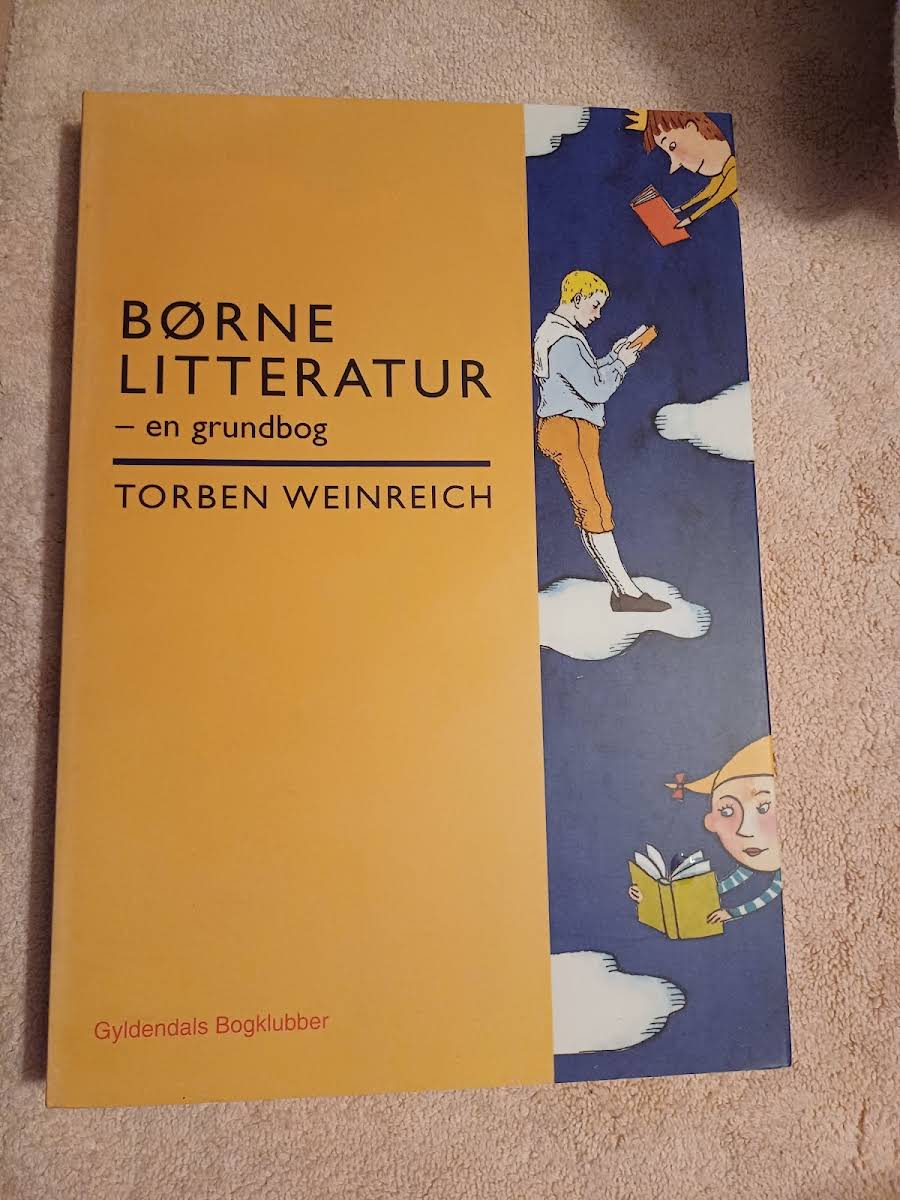 BØRNE
LITTERATUR
– en grundbog
TORBEN WEINREICH
Gyldendals Bogklubber